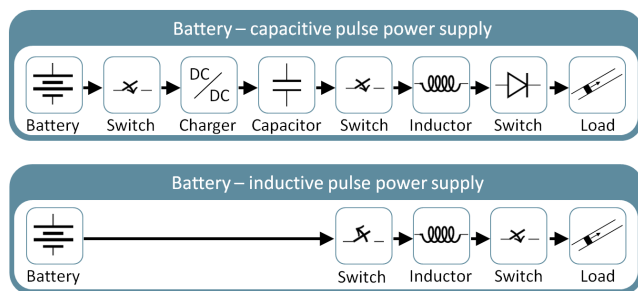 Battery – capacitive pulse power supply
DC
DC
Battery Switch Charger Capacitor Switch Inductor Switch Load
Battery – inductive pulse power supply
Battery Switch Inductor Switch Load